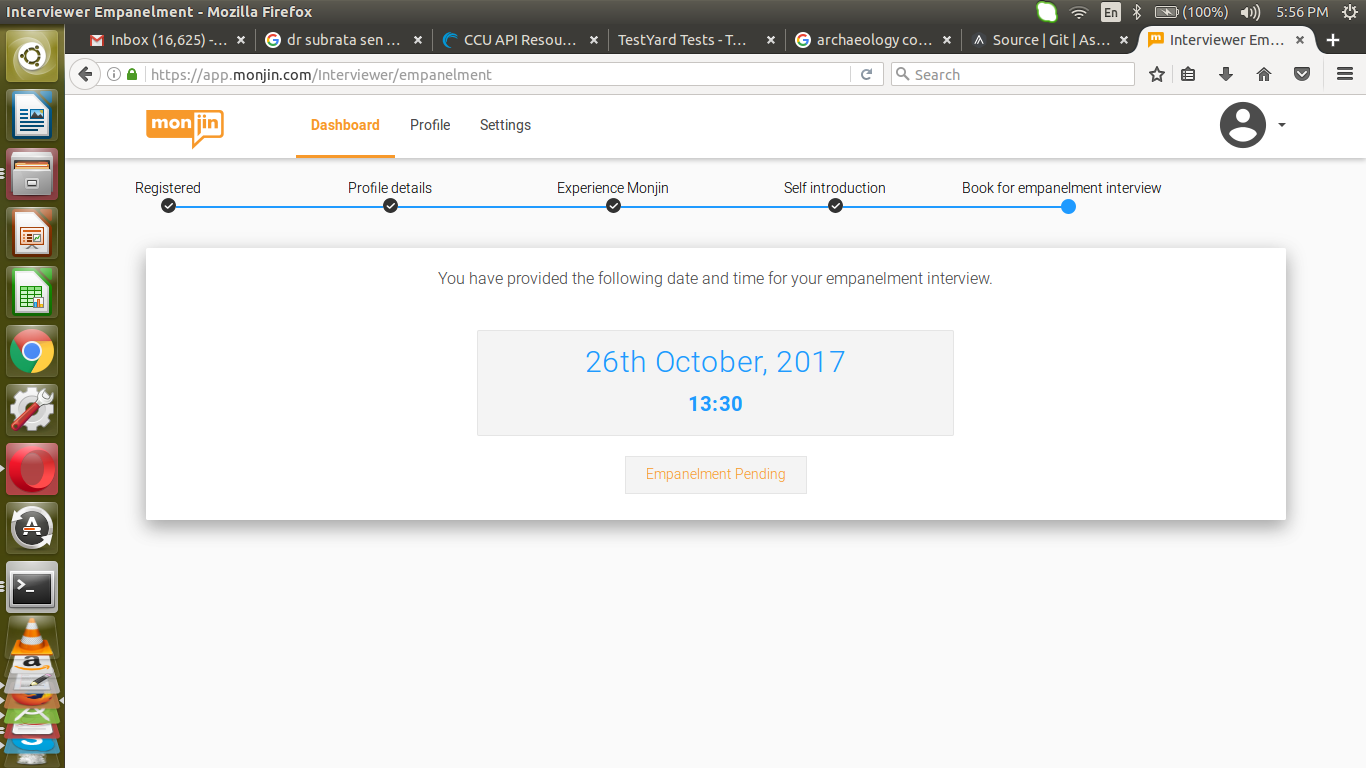 Interviewer Empanelment - Mozilla Firefox
En
(100%)
5:56 PM
Inbox (16,625) -...
dr subrata sen ...
CCU API Resou...
TestYard Tests - T...
archaeology co...
Source | Git | As...
Interviewer Em...
https://app.monjin.com/Interviewer/empanelment
Search
monjin
Dashboard
Profile
Settings
Registered
Profile details
Experience Monjin
Self introduction
Book for empanelment interview
You have provided the following date and time for your empanelment interview.
26th October, 2017
13:30
Empanelment Pending